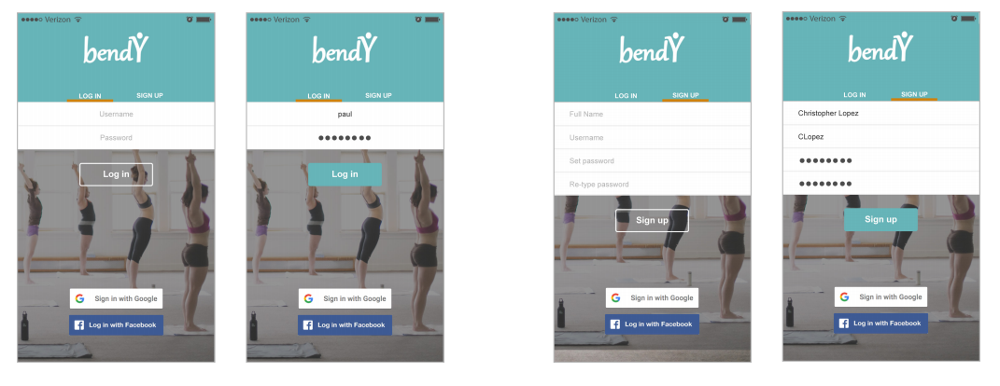 Verizon
bendY
LOG IN SIGN UP
Username
Password
Log in
Sign in with Google
Log in with Facebook
Verizon
bendY
LOG IN SIGN UP
paul
Log in
Sign in with Google
Log in with Facebook
Verizon
bendY
LOG IN SIGN UP
Full Name
Username
Set password
Re-type password
Sign up
Sign in with Google
Log in with Facebook
Verizon
bendY
LOG IN SIGN UP
Christopher Lopez
CLopez
Sign up
Sign in with Google
Log in with Facebook